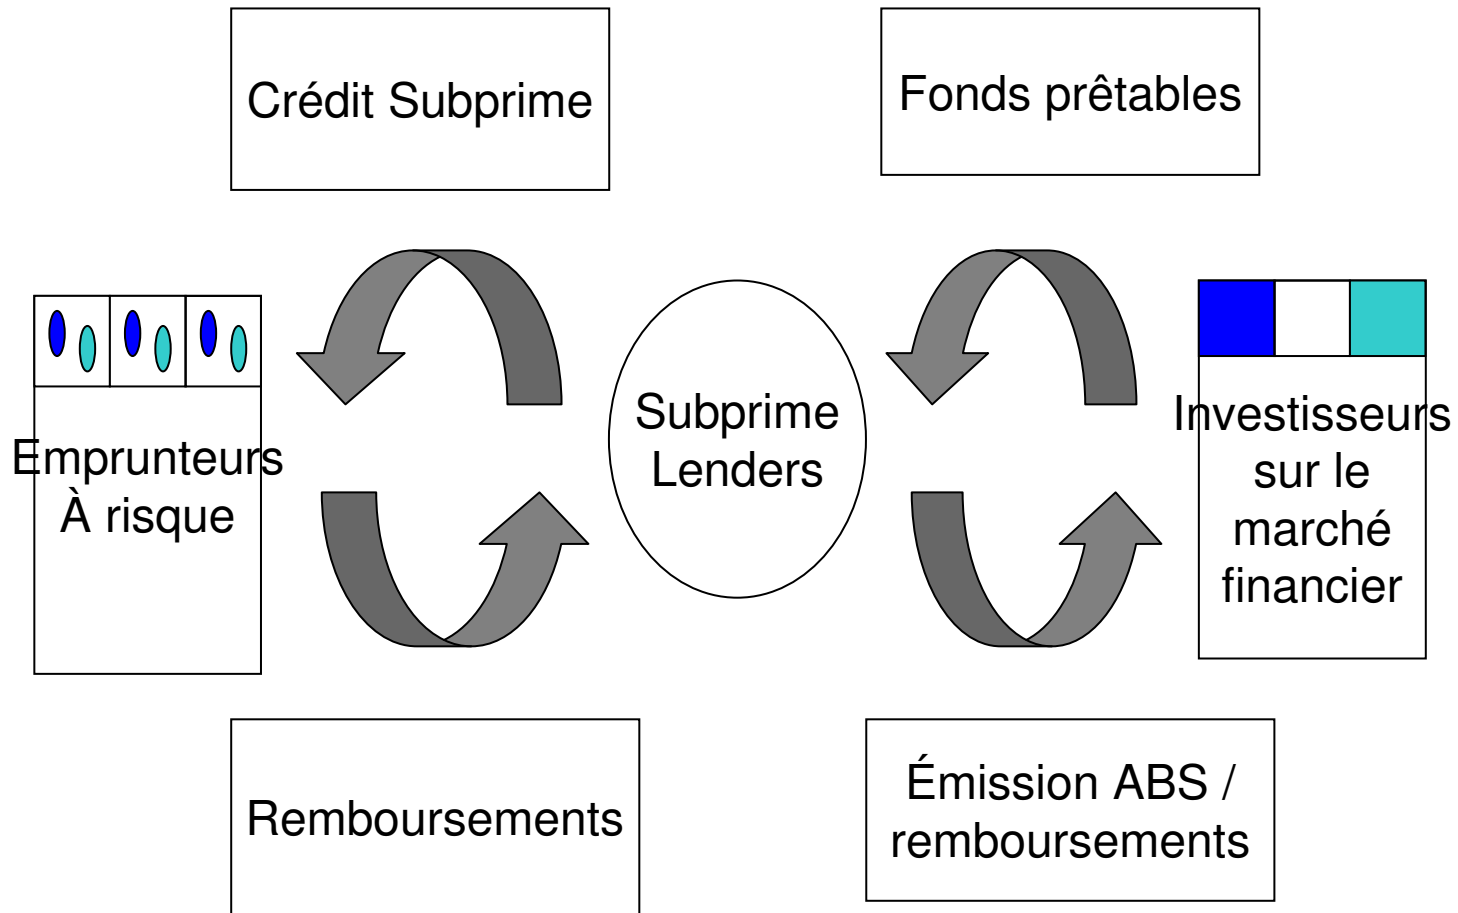 Crédit Subprime
Fonds prêtables
Emprunteurs
À risque
Subprime
Lenders
Investisseurs
sur le
marché
financier
Remboursements
Émission ABS /
remboursements